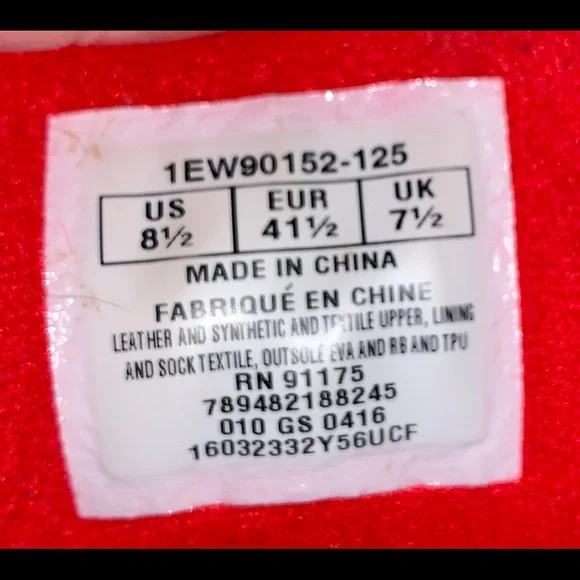 1EW90152-125
US EUR UK
8½ 41½ 7½
MADE IN CHINA
FABRIQUÉ EN CHINE
LEATHER AND SYNTHETIC AND TEXTILE UPPER, LINING
AND SOCK TEXTILE, OUTSOLE EVA AND RB AND TPU
RN 91175
789482188245
010 GS 0416
16032332Y56UCF